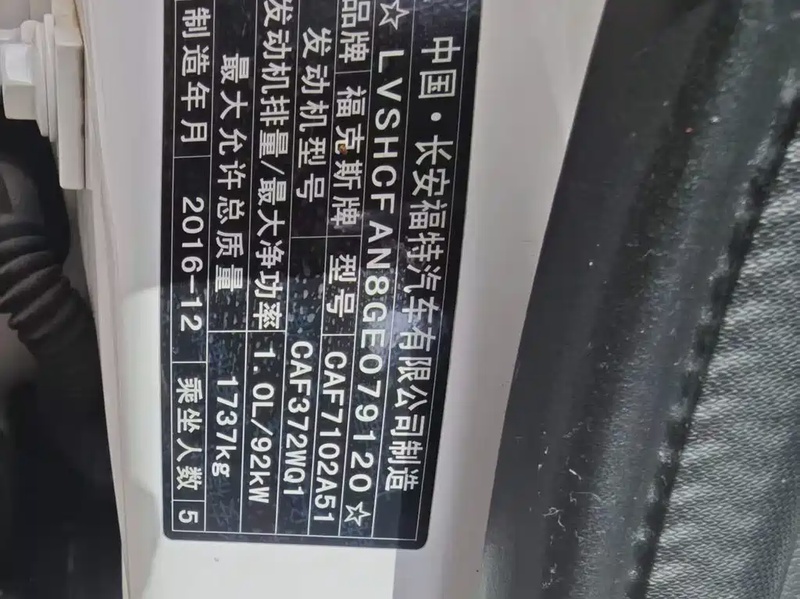 中国·长安福特汽车有限公司制造
☆LVSHCFAN8GE079120☆
品牌 福克斯牌 型号 CAF7102A51
发动机型号 CAF372WQ1
发动机排量/最大净功率 1.0L/92kW
最大允许总质量 1737kg
制造年月 2016-12 乘坐人数 5